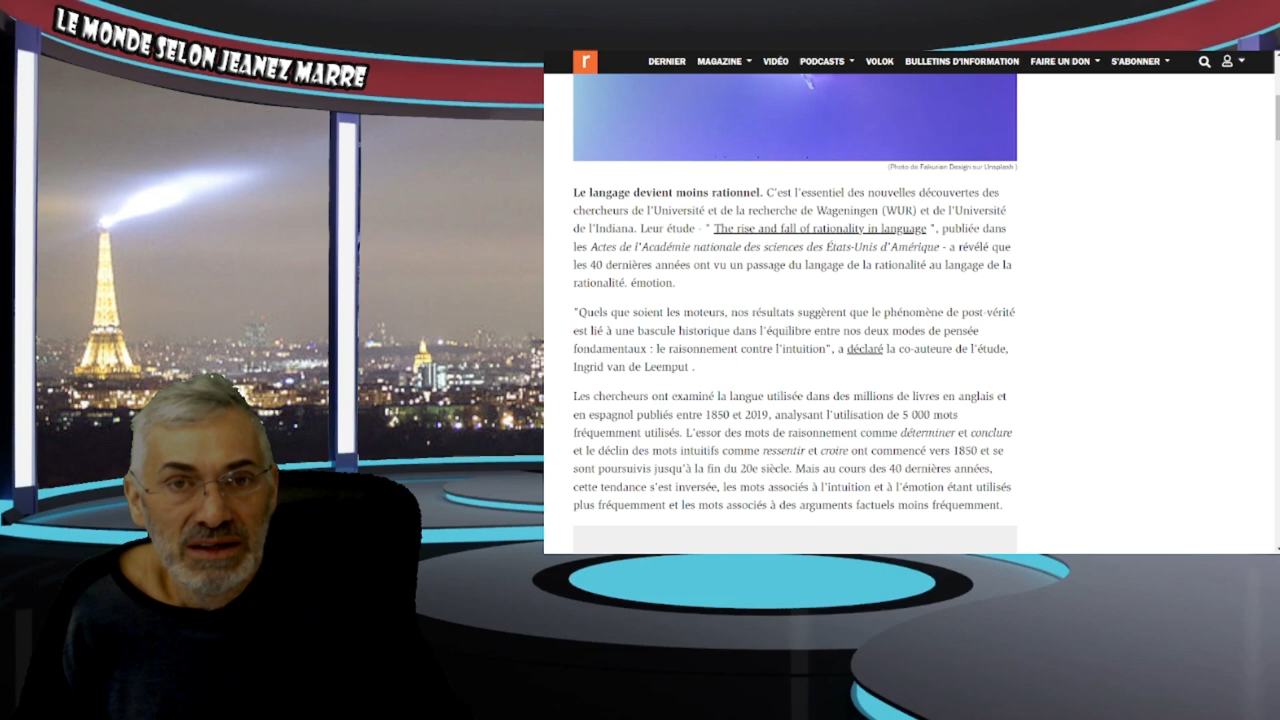 LE MONDE SELON JEANEZ MARRE
r DERNIER MAGAZINE VIDÉO PODCASTS VOLOK BULLETINS D'INFORMATION FAIRE UN DON S'ABONNER
(Photo de Fakurian Design sur Unsplash )
Le langage devient moins rationnel. C'est l'essentiel des nouvelles découvertes des
chercheurs de l'Université et de la recherche de Wageningen (WUR) et de l'Université
de l'Indiana. Leur étude - " The rise and fall of rationality in language ", publiée dans
les Actes de l'Académie nationale des sciences des États-Unis d'Amérique - a révélé que
les 40 dernières années ont vu un passage du langage de la rationalité au langage de la
rationalité. émotion.
"Quels que soient les moteurs, nos résultats suggèrent que le phénomène de post-vérité
est lié à une bascule historique dans l'équilibre entre nos deux modes de pensée
fondamentaux : le raisonnement contre l'intuition", a déclaré la co-auteure de l'étude,
Ingrid van de Leemput .
Les chercheurs ont examiné la langue utilisée dans des millions de livres en anglais et
en espagnol publiés entre 1850 et 2019, analysant l'utilisation de 5 000 mots
fréquemment utilisés. L'essor des mots de raisonnement comme déterminer et conclure
et le déclin des mots intuitifs comme ressentir et croire ont commencé vers 1850 et se
sont poursuivis jusqu'à la fin du 20e siècle. Mais au cours des 40 dernières années,
cette tendance s'est inversée, les mots associés à l'intuition et à l'émotion étant utilisés
plus fréquemment et les mots associés à des arguments factuels moins fréquemment.